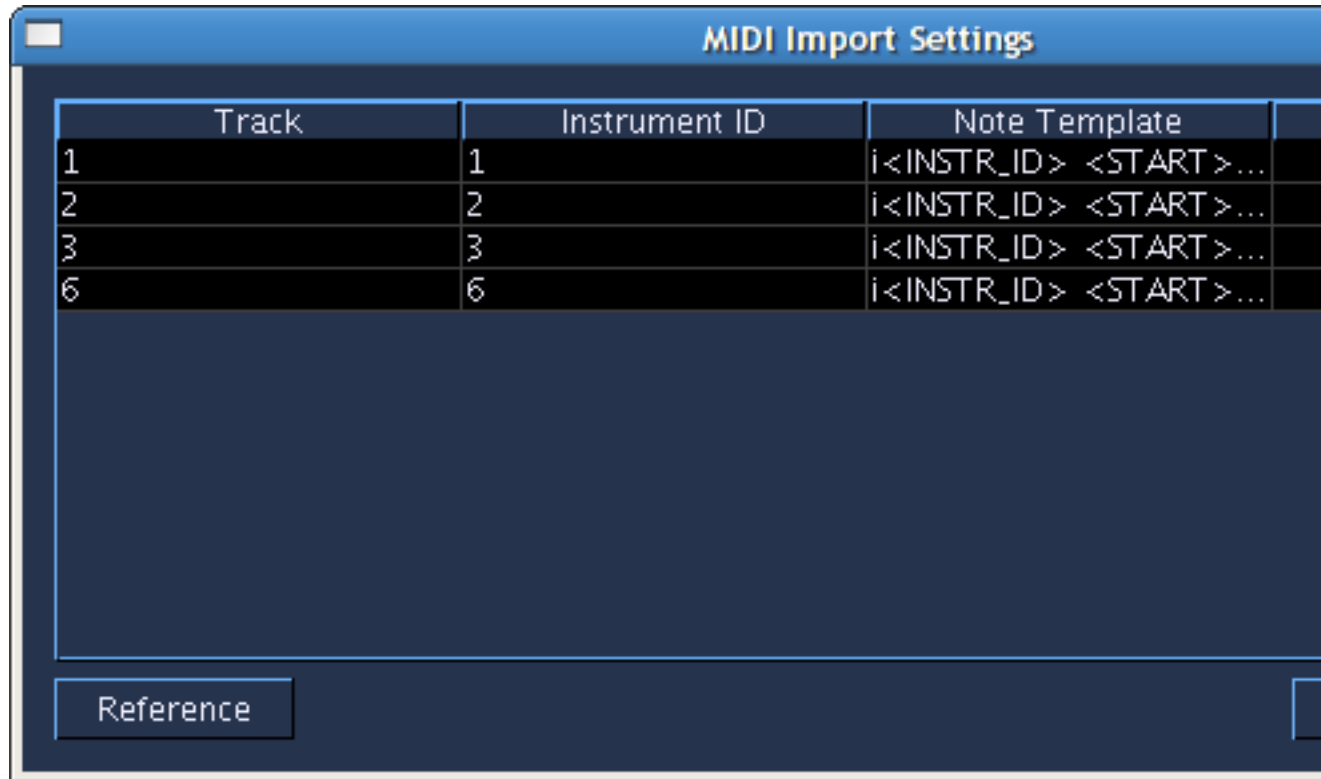 MIDI Import Settings
Track Instrument ID Note Template
1 1 i<INSTR_ID> <START>...
2 2 i<INSTR_ID> <START>...
3 3 i<INSTR_ID> <START>...
6 6 i<INSTR_ID> <START>...
Reference